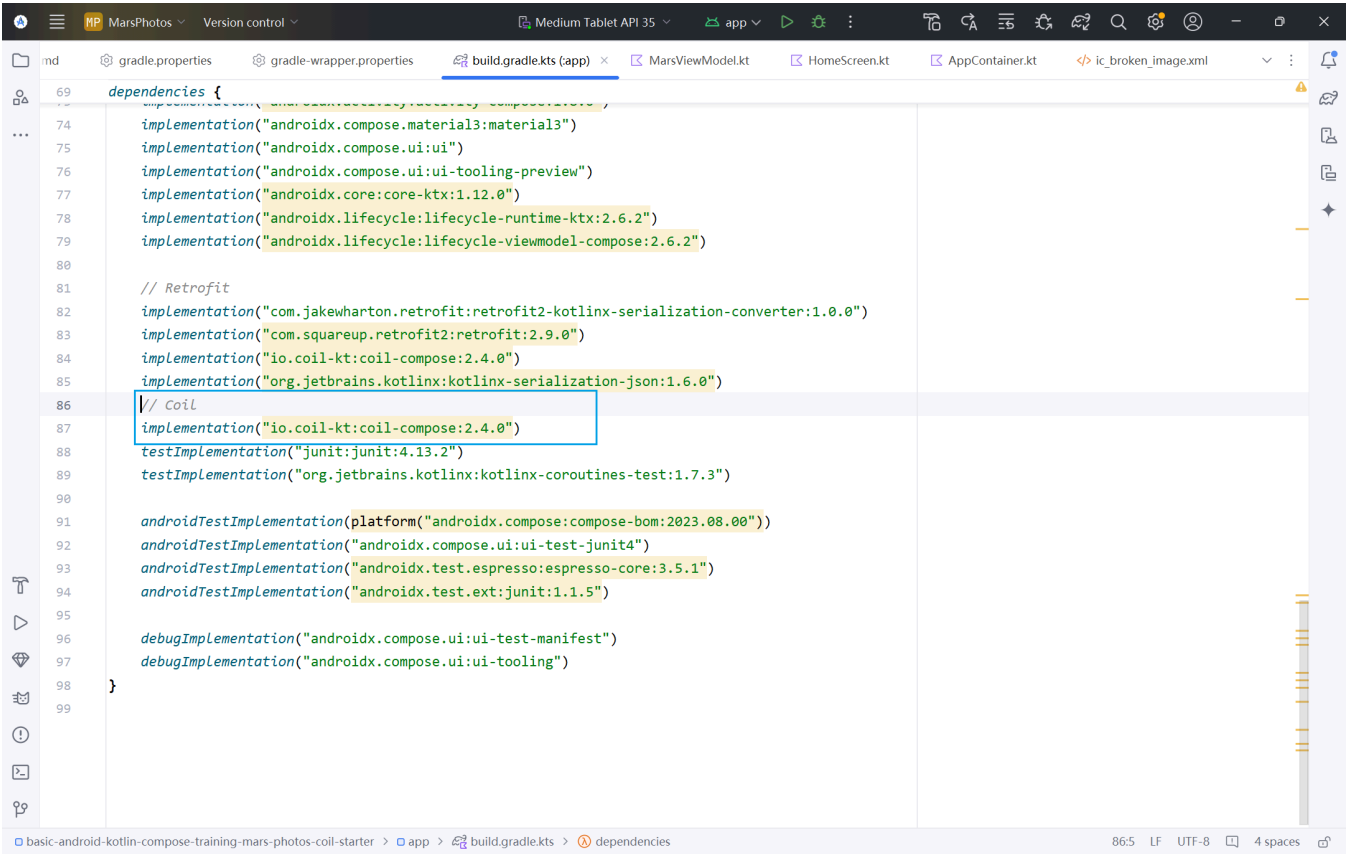 MP MarsPhotos Version control Medium Tablet API 35 app
md gradle.properties gradle-wrapper.properties build.gradle.kts (:app) MarsViewModel.kt HomeScreen.kt AppContainer.kt ic_broken_image.xml
69 dependencies {
74 implementation("androidx.compose.material3:material3")
75 implementation("androidx.compose.ui:ui")
76 implementation("androidx.compose.ui:ui-tooling-preview")
77 implementation("androidx.core:core-ktx:1.12.0")
78 implementation("androidx.lifecycle:lifecycle-runtime-ktx:2.6.2")
79 implementation("androidx.lifecycle:lifecycle-viewmodel-compose:2.6.2")
80
81 // Retrofit
82 implementation("com.jakewharton.retrofit:retrofit2-kotlinx-serialization-converter:1.0.0")
83 implementation("com.squareup.retrofit2:retrofit:2.9.0")
84 implementation("io.coil-kt:coil-compose:2.4.0")
85 implementation("org.jetbrains.kotlinx:kotlinx-serialization-json:1.6.0")
86 // Coil
87 implementation("io.coil-kt:coil-compose:2.4.0")
88 testImplementation("junit:junit:4.13.2")
89 testImplementation("org.jetbrains.kotlinx:kotlinx-coroutines-test:1.7.3")
90
91 androidTestImplementation(platform("androidx.compose:compose-bom:2023.08.00"))
92 androidTestImplementation("androidx.compose.ui:ui-test-junit4")
93 androidTestImplementation("androidx.test.espresso:espresso-core:3.5.1")
94 androidTestImplementation("androidx.test.ext:junit:1.1.5")
95
96 debugImplementation("androidx.compose.ui:ui-test-manifest")
97 debugImplementation("androidx.compose.ui:ui-tooling")
98 }
99
basic-android-kotlin-compose-training-mars-photos-coil-starter > app > build.gradle.kts > dependencies 86:5 LF UTF-8 4 spaces